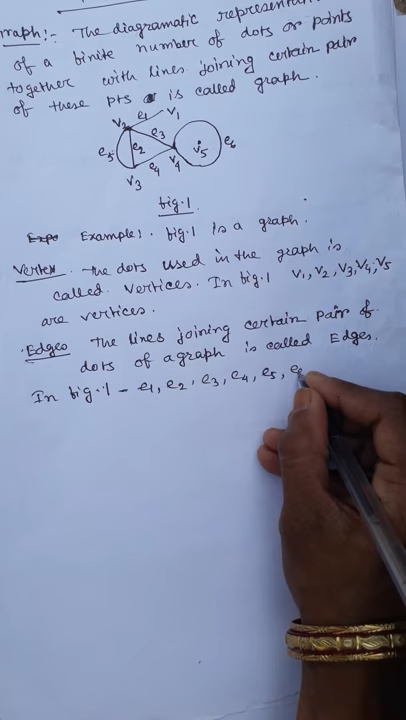 raph:- The diagramatic represent
of a finite number of dots or points
together with lines joining certain pair
of these pts is called graph.
v2 e1 v1
e3
e5 e2 v5 e6
e4 v4
v3
fig.1
Example:. fig.1 is a graph.
Vertex. The dots used in the graph is
called vertices. In fig.1 v1, v2, v3, v4, v5
are vertices.
Edges The lines joining certain pair of
dots of a graph is called Edges.
In fig.1 - e1, e2, e3, e4, e5, e